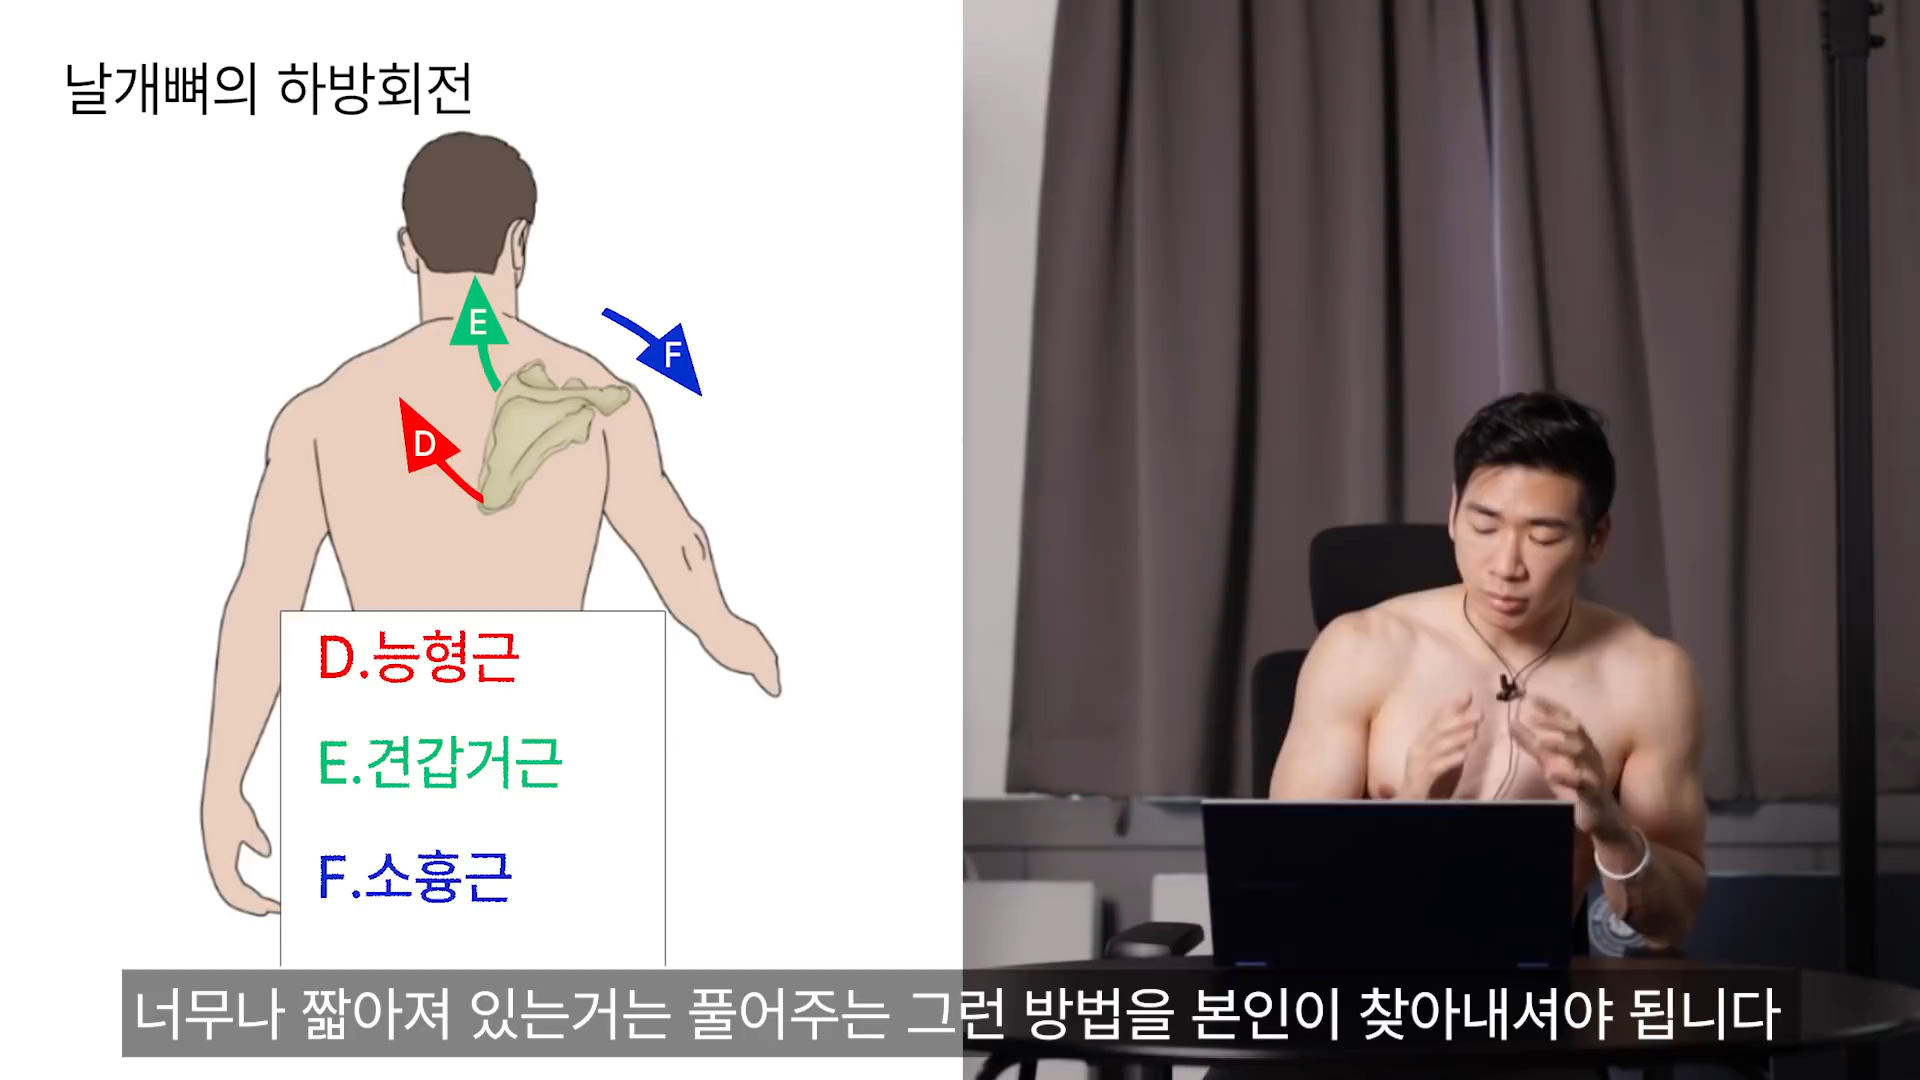 날개뼈의 하방회전
E
F
D
D.능형근
E.견갑거근
F.소흉근
너무나 짧아져 있는거는 풀어주는 그런 방법을 본인이 찾아내셔야 됩니다